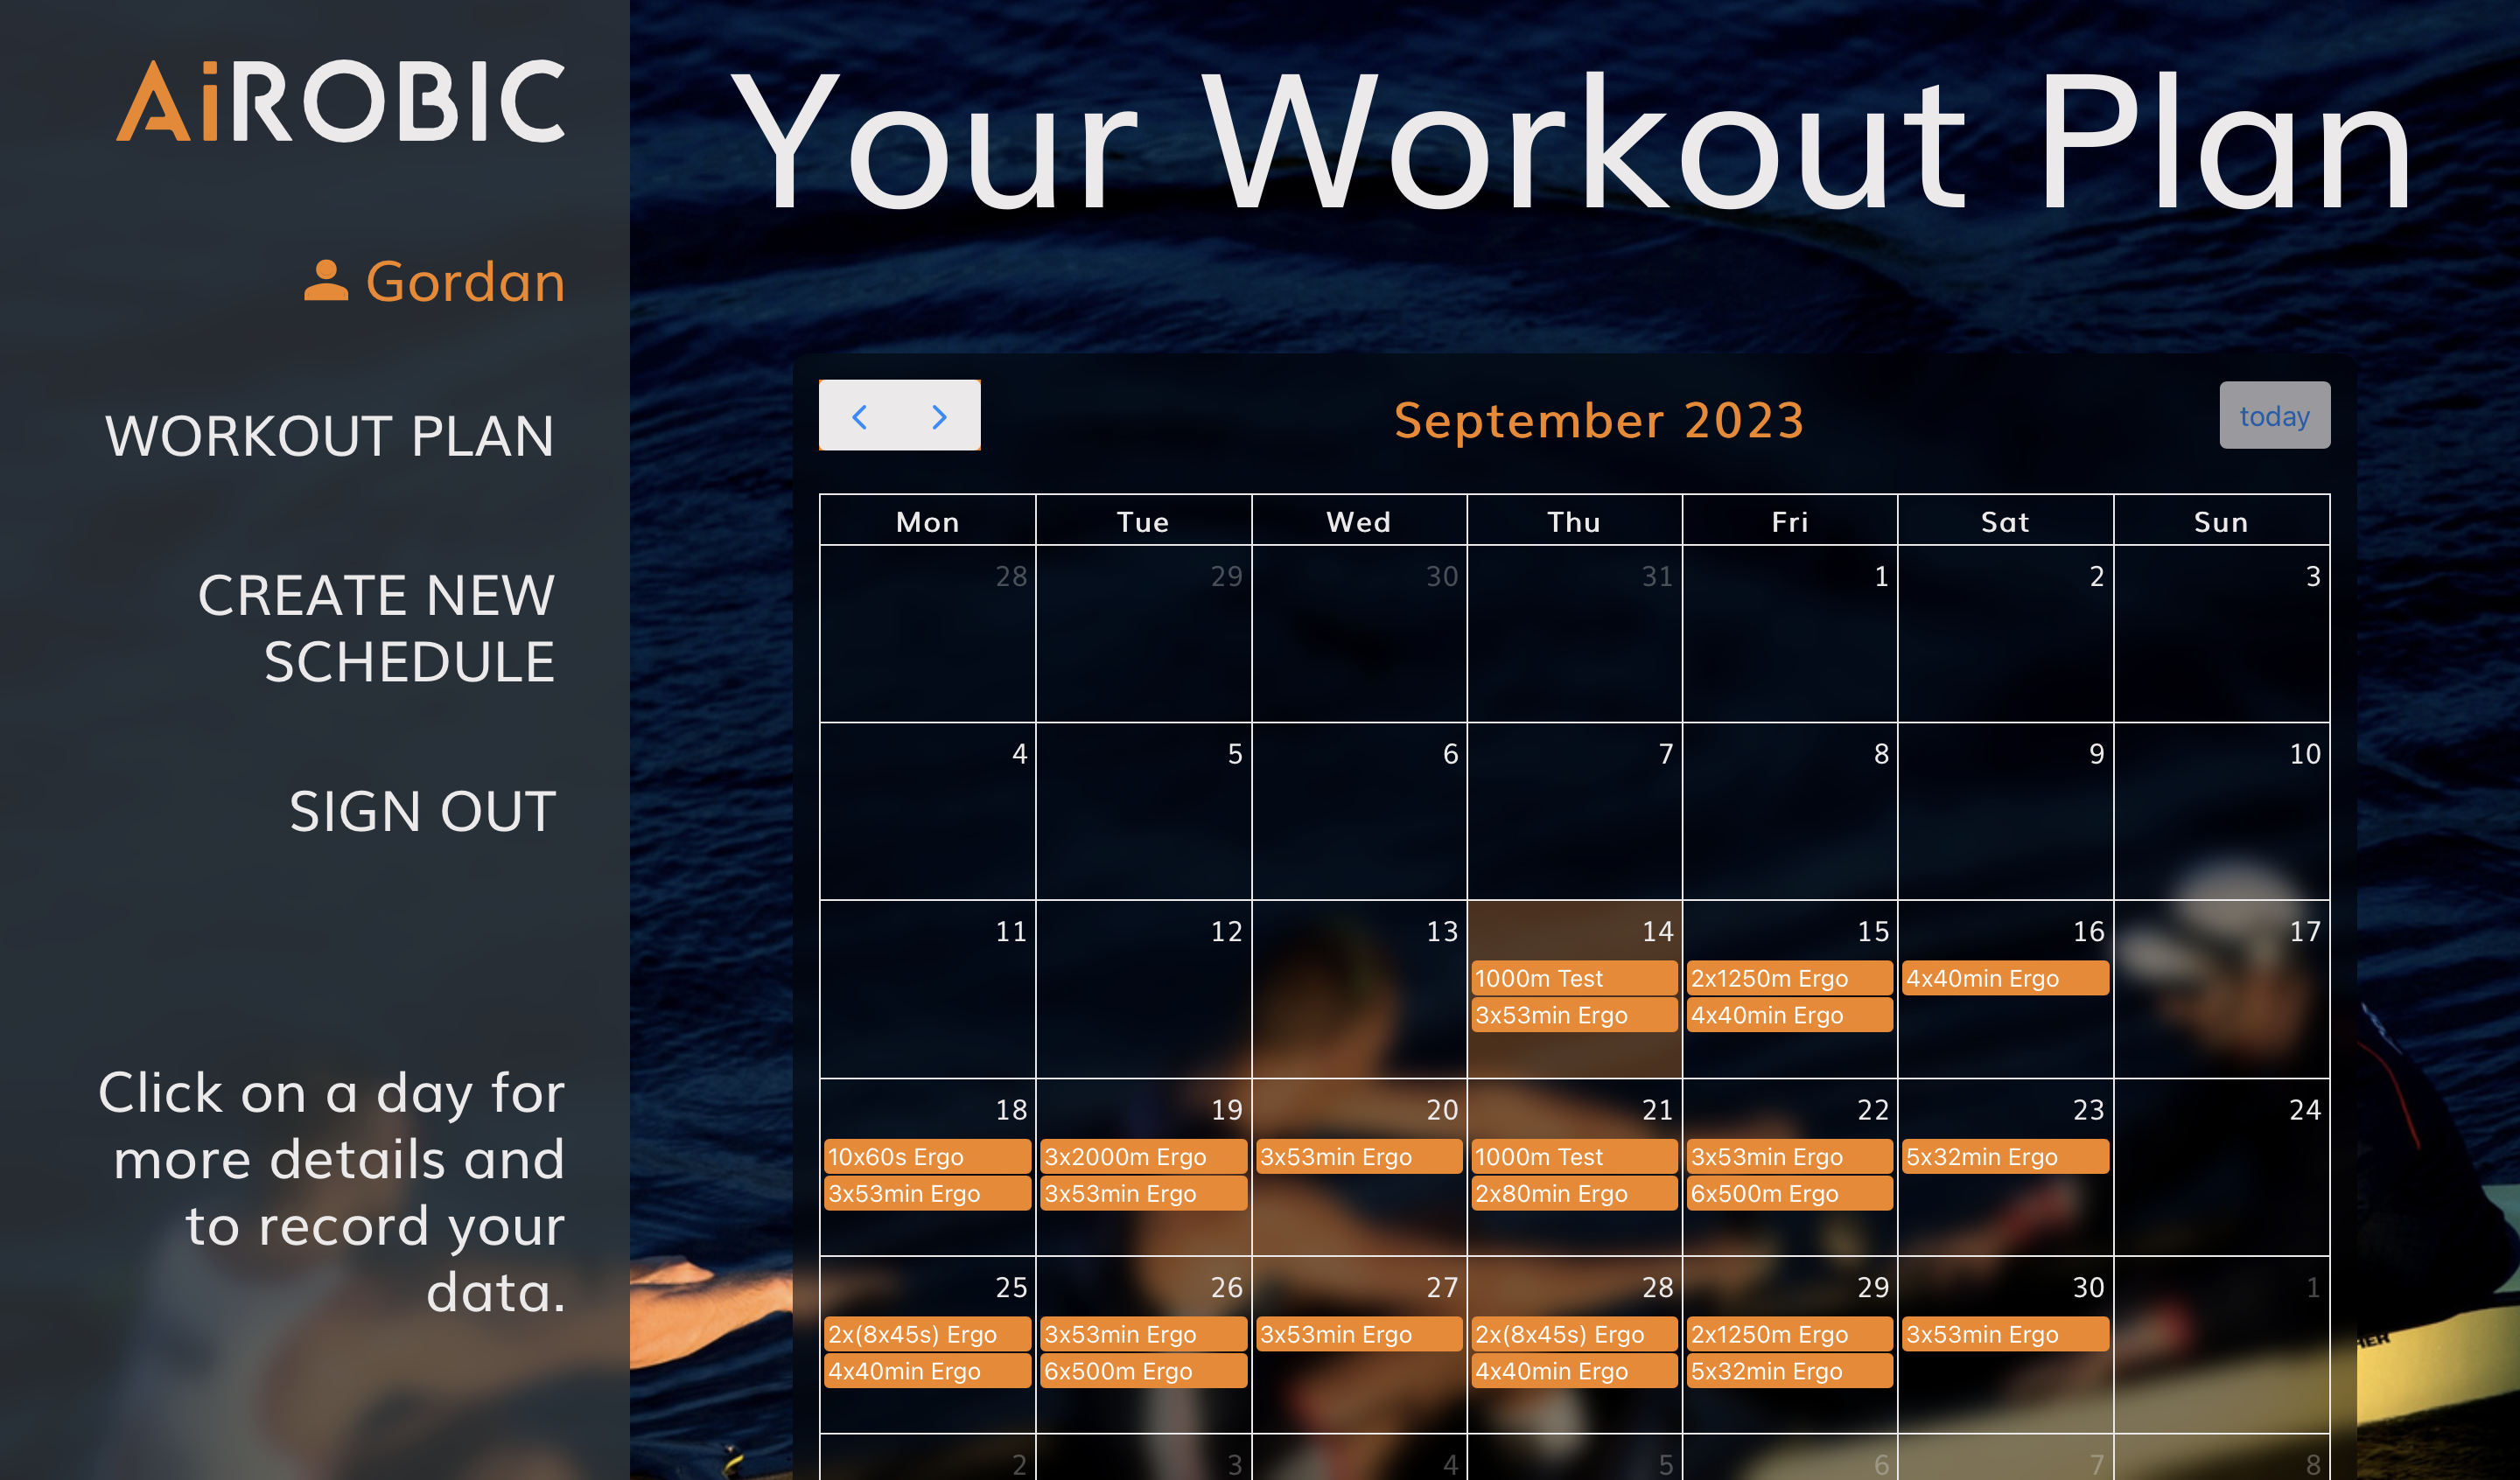 AiROBIC
Gordan
WORKOUT PLAN
CREATE NEW
SCHEDULE
SIGN OUT
Click on a day for
more details and
to record your
data.
Your Workout Plan
September 2023
today
Mon Tue Wed Thu Fri Sat Sun
28 29 30 31 1 2 3
4 5 6 7 8 9 10
11 12 13 14 15 16 17
1000m Test 2x1250m Ergo 4x40min Ergo
3x53min Ergo 4x40min Ergo
18 19 20 21 22 23 24
10x60s Ergo 3x2000m Ergo 3x53min Ergo 1000m Test 3x53min Ergo 5x32min Ergo
3x53min Ergo 3x53min Ergo 2x80min Ergo 6x500m Ergo
25 26 27 28 29 30 1
2x(8x45s) Ergo 3x53min Ergo 3x53min Ergo 2x(8x45s) Ergo 2x1250m Ergo 3x53min Ergo
4x40min Ergo 6x500m Ergo 4x40min Ergo 5x32min Ergo
2 3 4 5 6 7 8